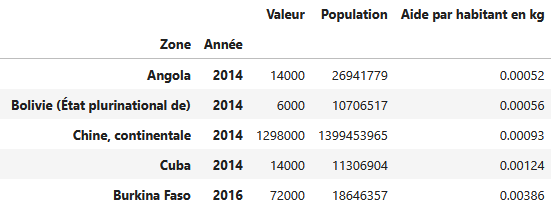 Valeur Population Aide par habitant en kg
Zone Année
Angola 2014 14000 26941779 0.00052
Bolivie (État plurinational de) 2014 6000 10706517 0.00056
Chine, continentale 2014 1298000 1399453965 0.00093
Cuba 2014 14000 11306904 0.00124
Burkina Faso 2016 72000 18646357 0.00386